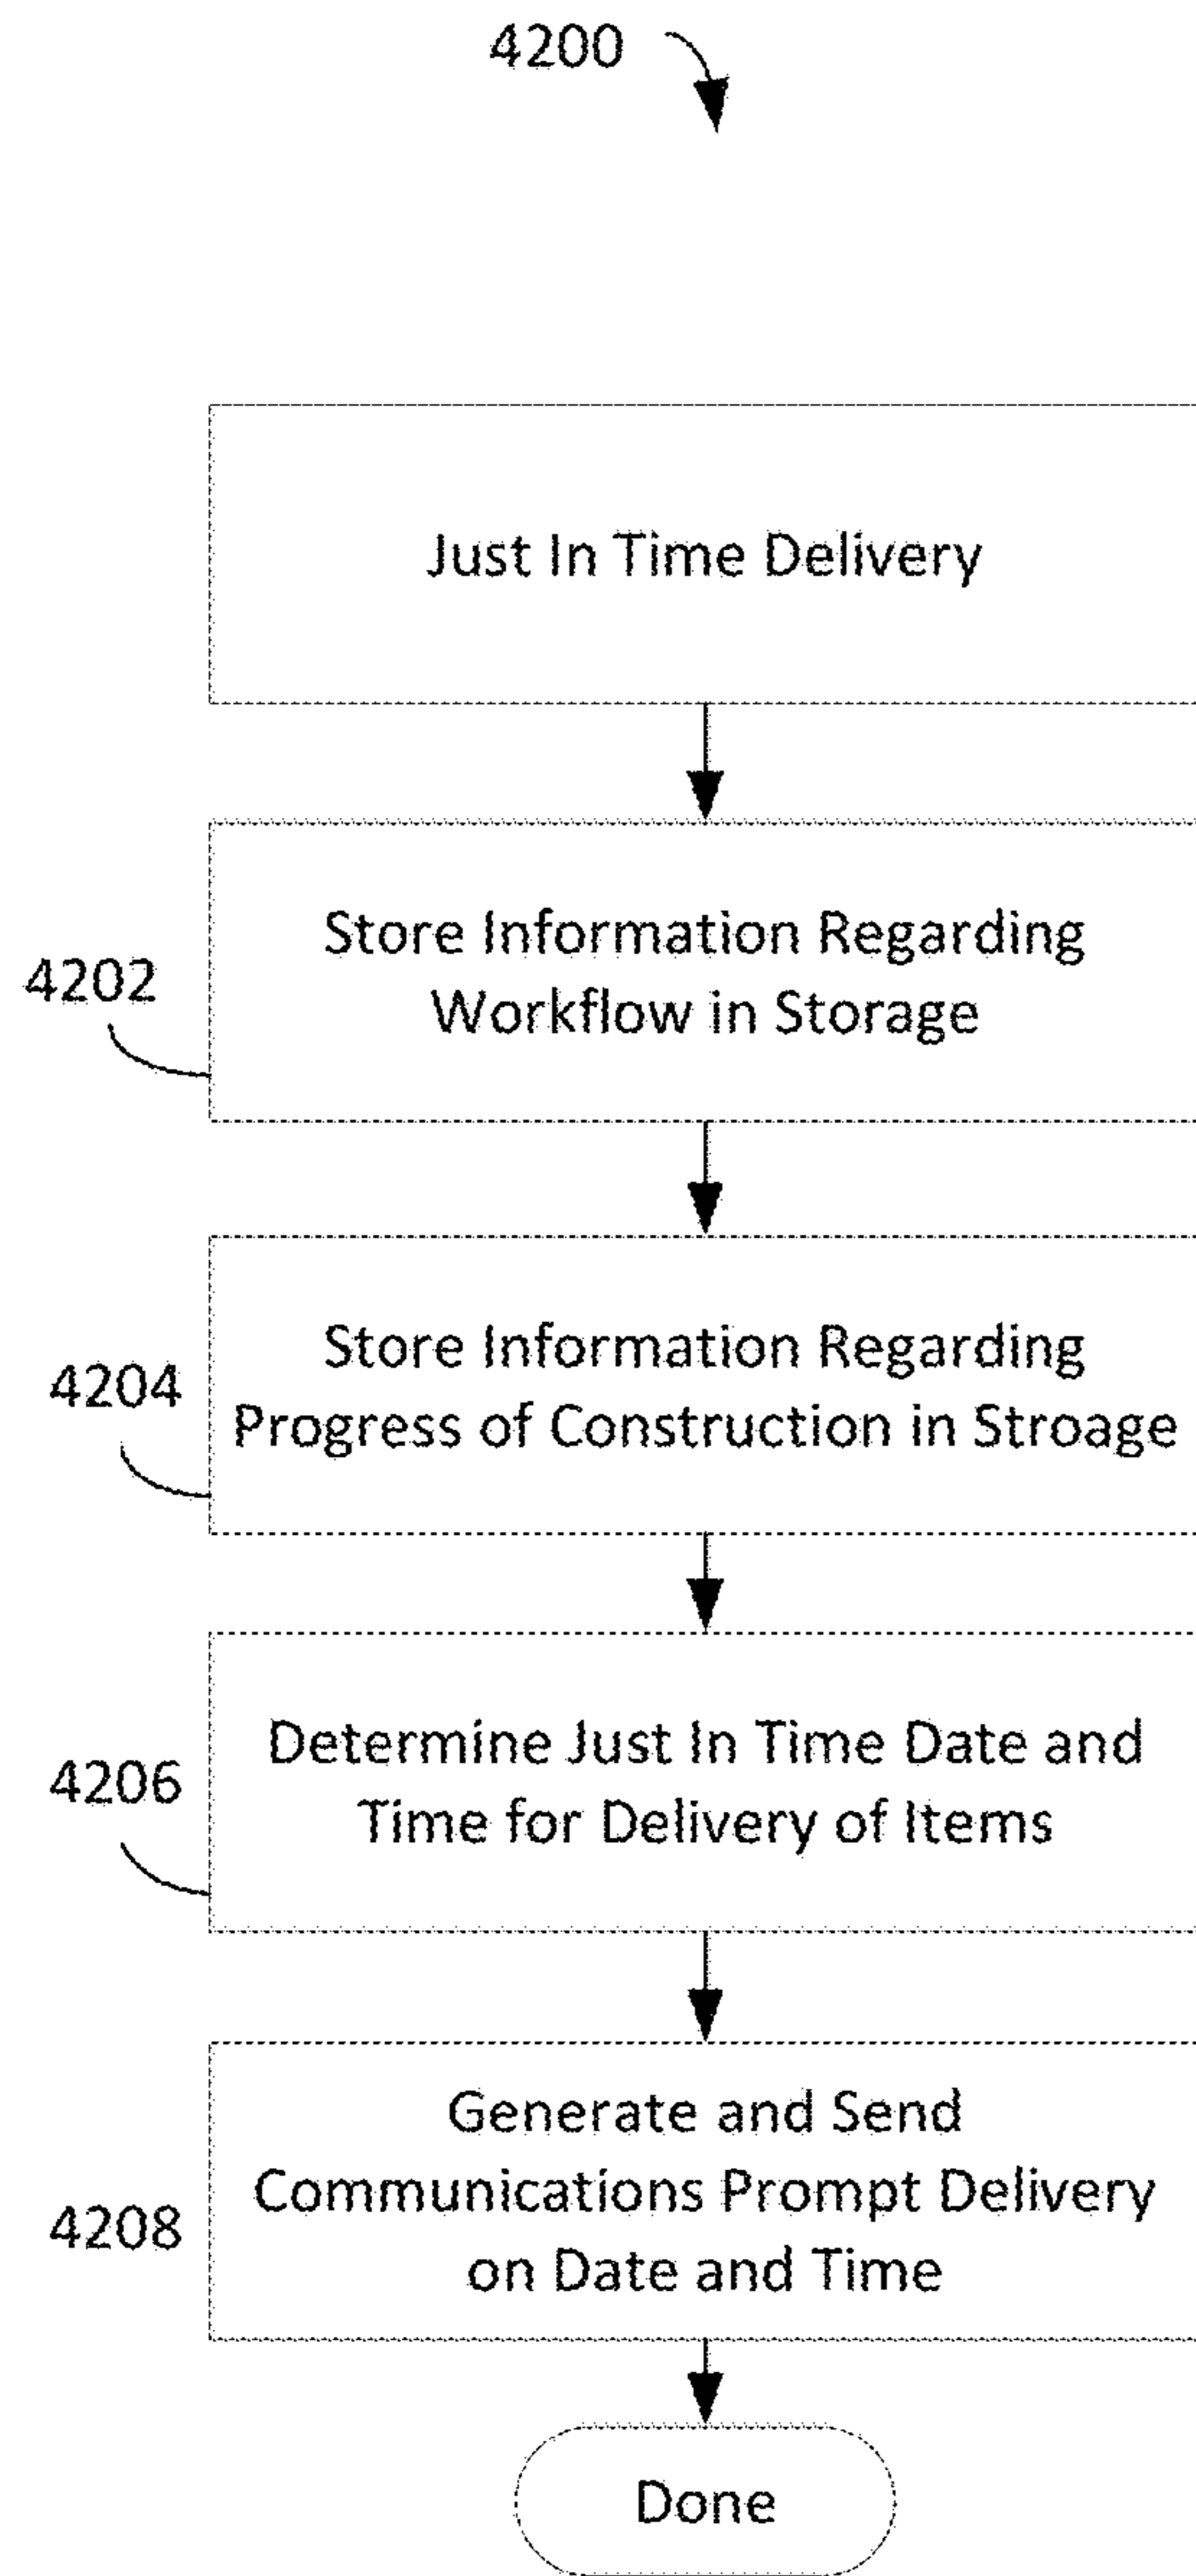 4200
Just In Time Delivery
Store Information Regarding
Workflow in Storage
4202
Store Information Regarding
Progress of Construction in Stroage
4204
Determine Just In Time Date and
Time for Delivery of Items
4206
Generate and Send
Communications Prompt Delivery
on Date and Time
4208
Done